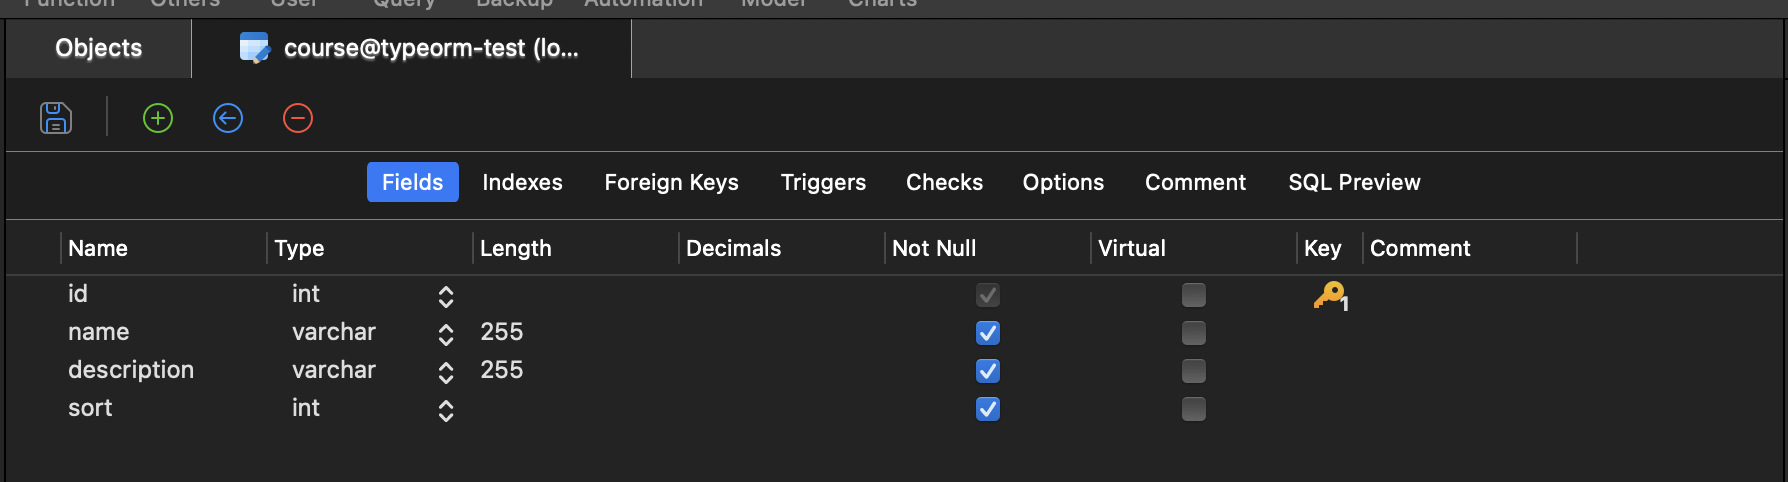 Function Others User Query Backup Automation Model Charts
Objects course@typeorm-test (lo...
Fields Indexes Foreign Keys Triggers Checks Options Comment SQL Preview
Name Type Length Decimals Not Null Virtual Key Comment
id int 1
name varchar 255
description varchar 255
sort int